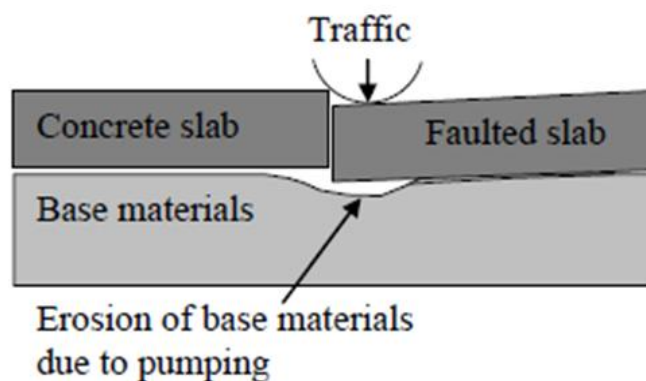 Traffic
Concrete slab
Faulted slab
Base materials
Erosion of base materials
due to pumping